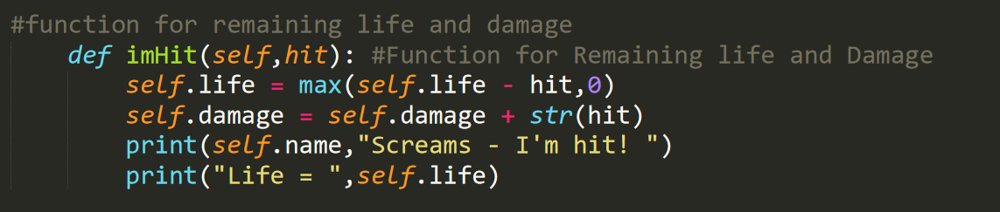 #function for remaining life and damage
    def imHit(self,hit): #Function for Remaining life and Damage
        self.life = max(self.life - hit,0)
        self.damage = self.damage + str(hit)
        print(self.name,"Screams - I'm hit! ")
        print("Life = ",self.life)